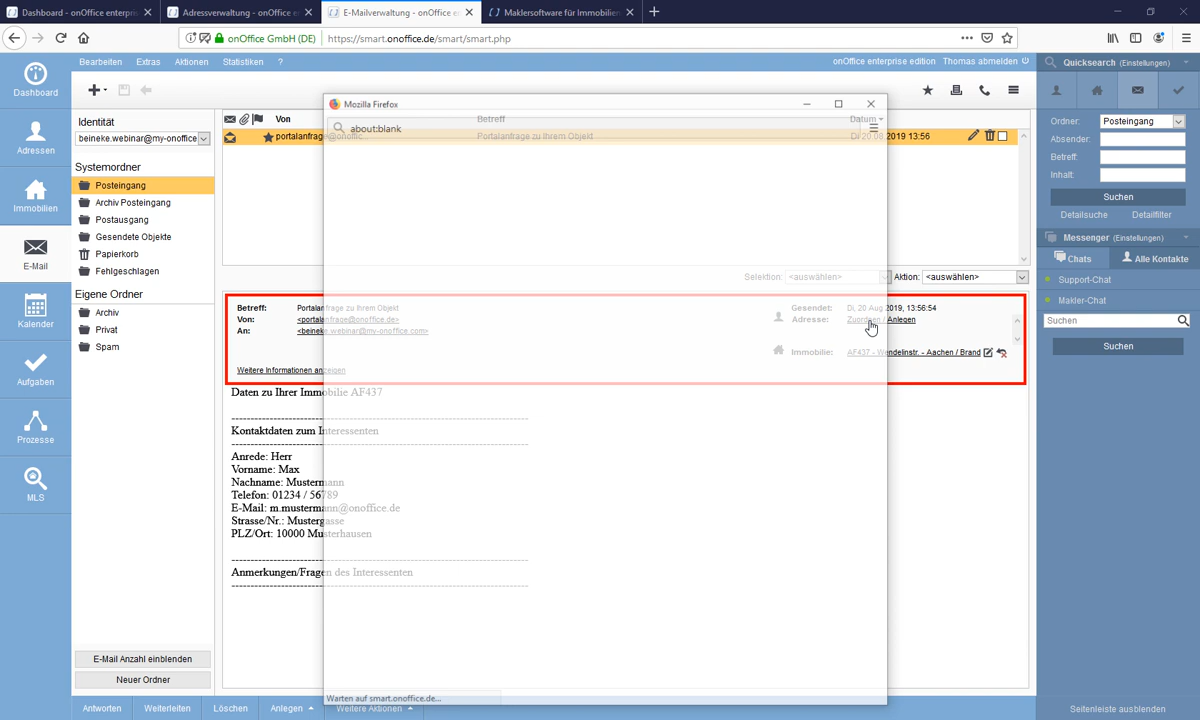 Dashboard - onOffice enterpri
Adressverwaltung - onOffice e
E-Mailverwaltung - onOffice e
Maklersoftware für Immobilien
onOffice GmbH (DE)
https://smart.onoffice.de/smart/smart.php
Bearbeiten Extras Aktionen Statistiken ?
onOffice enterprise edition Thomas abmelden
Dashboard
Adressen
Immobilien
E-Mail
Kalender
Aufgaben
Prozesse
MLS
Identität
beineke.webinar@my-onoffice
Systemordner
Posteingang
Archiv Posteingang
Postausgang
Gesendete Objekte
Papierkorb
Fehlgeschlagen
Eigene Ordner
Archiv
Privat
Spam
E-Mail Anzahl einblenden
Neuer Ordner
Von Betreff Datum
portalanfrage@onoffic Portalanfrage zu Ihrem Objekt Di 20.08.2019 13:56
Mozilla Firefox
about:blank
Selektion: <auswählen> Aktion: <auswählen>
Betreff: Portalanfrage zu Ihrem Objekt
Von: <portalanfrage@onoffice.de>
An: <beineke.webinar@my-onoffice.com>
Weitere Informationen anzeigen
Gesendet: Di, 20 Aug 2019, 13:56:54
Adresse: Zuordnen / Anlegen
Immobilie: AF437 - Wendelinstr. - Aachen / Brand
Daten zu Ihrer Immobilie AF437
Kontaktdaten zum Interessenten
Anrede: Herr
Vorname: Max
Nachname: Mustermann
Telefon: 01234 / 56789
E-Mail: m.mustermann@onoffice.de
Strasse/Nr.: Mustergasse
PLZ/Ort: 10000 Musterhausen
Anmerkungen/Fragen des Interessenten
Warten auf smart.onoffice.de...
Antworten Weiterleiten Löschen Anlegen Weitere Aktionen
Quicksearch (Einstellungen)
Ordner: Posteingang
Absender:
Betreff:
Inhalt:
Suchen
Detailsuche Detailfilter
Messenger (Einstellungen)
Chats Alle Kontakte
Support-Chat
Makler-Chat
Suchen
Suchen
Seitenleiste ausblenden